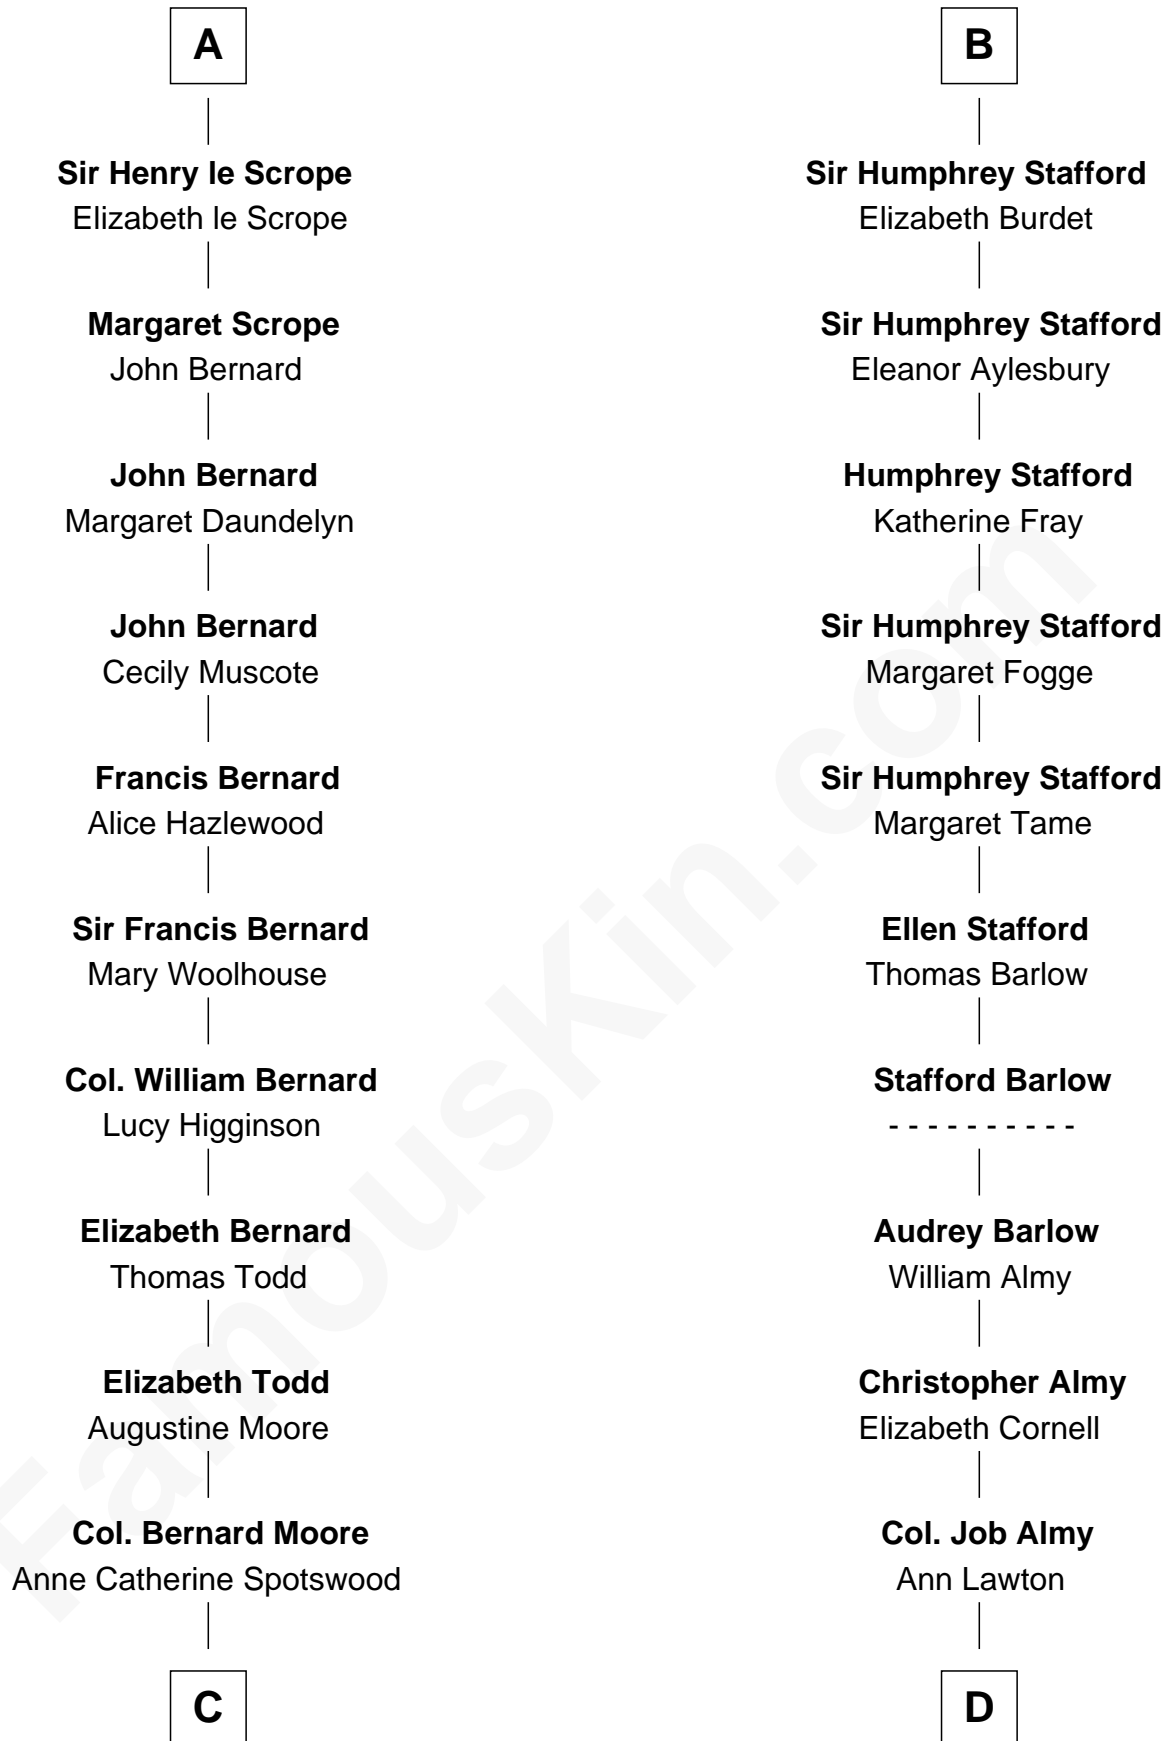 A
Sir Henry le Scrope
Elizabeth le Scrope
Margaret Scrope
John Bernard
John Bernard
Margaret Daundelyn
John Bernard
Cecily Muscote
Francis Bernard
Alice Hazlewood
Sir Francis Bernard
Mary Woolhouse
Col. William Bernard
Lucy Higginson
Elizabeth Bernard
Thomas Todd
Elizabeth Todd
Augustine Moore
Col. Bernard Moore
Anne Catherine Spotswood
C
B
Sir Humphrey Stafford
Elizabeth Burdet
Sir Humphrey Stafford
Eleanor Aylesbury
Humphrey Stafford
Katherine Fray
Sir Humphrey Stafford
Margaret Fogge
Sir Humphrey Stafford
Margaret Tame
Ellen Stafford
Thomas Barlow
Stafford Barlow
- - - - - - - - - -
Audrey Barlow
William Almy
Christopher Almy
Elizabeth Cornell
Col. Job Almy
Ann Lawton
D
FamousKin.com